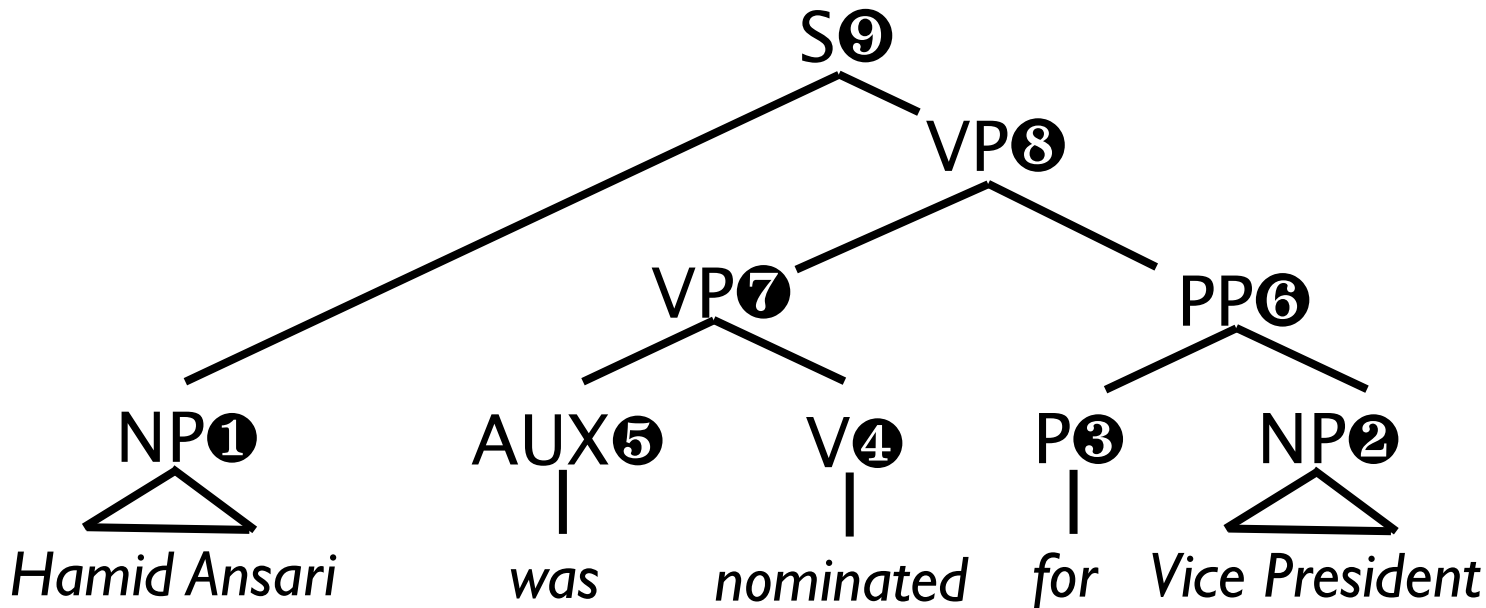 S❾
VP❽
VP❼ PP❻
NP❶ AUX❺ V❹ P❸ NP❷
Hamid Ansari was nominated for Vice President